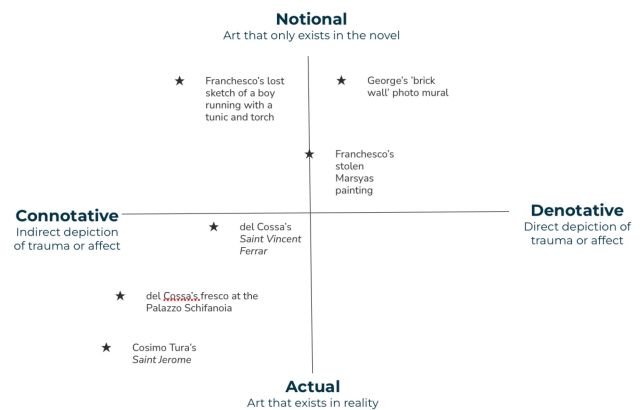 Notional
Art that only exists in the novel
Franchesco's lost
sketch of a boy
running with a
tunic and torch
George's 'brick
wall' photo mural
Franchesco's
stolen
Marsyas
painting
Connotative
Indirect depiction
of trauma or affect
Denotative
Direct depiction of
trauma or affect
del Cossa's
Saint Vincent
Ferrar
del Cossa's fresco at the
Palazzo Schifanoia
Cosimo Tura's
Saint Jerome
Actual
Art that exists in reality